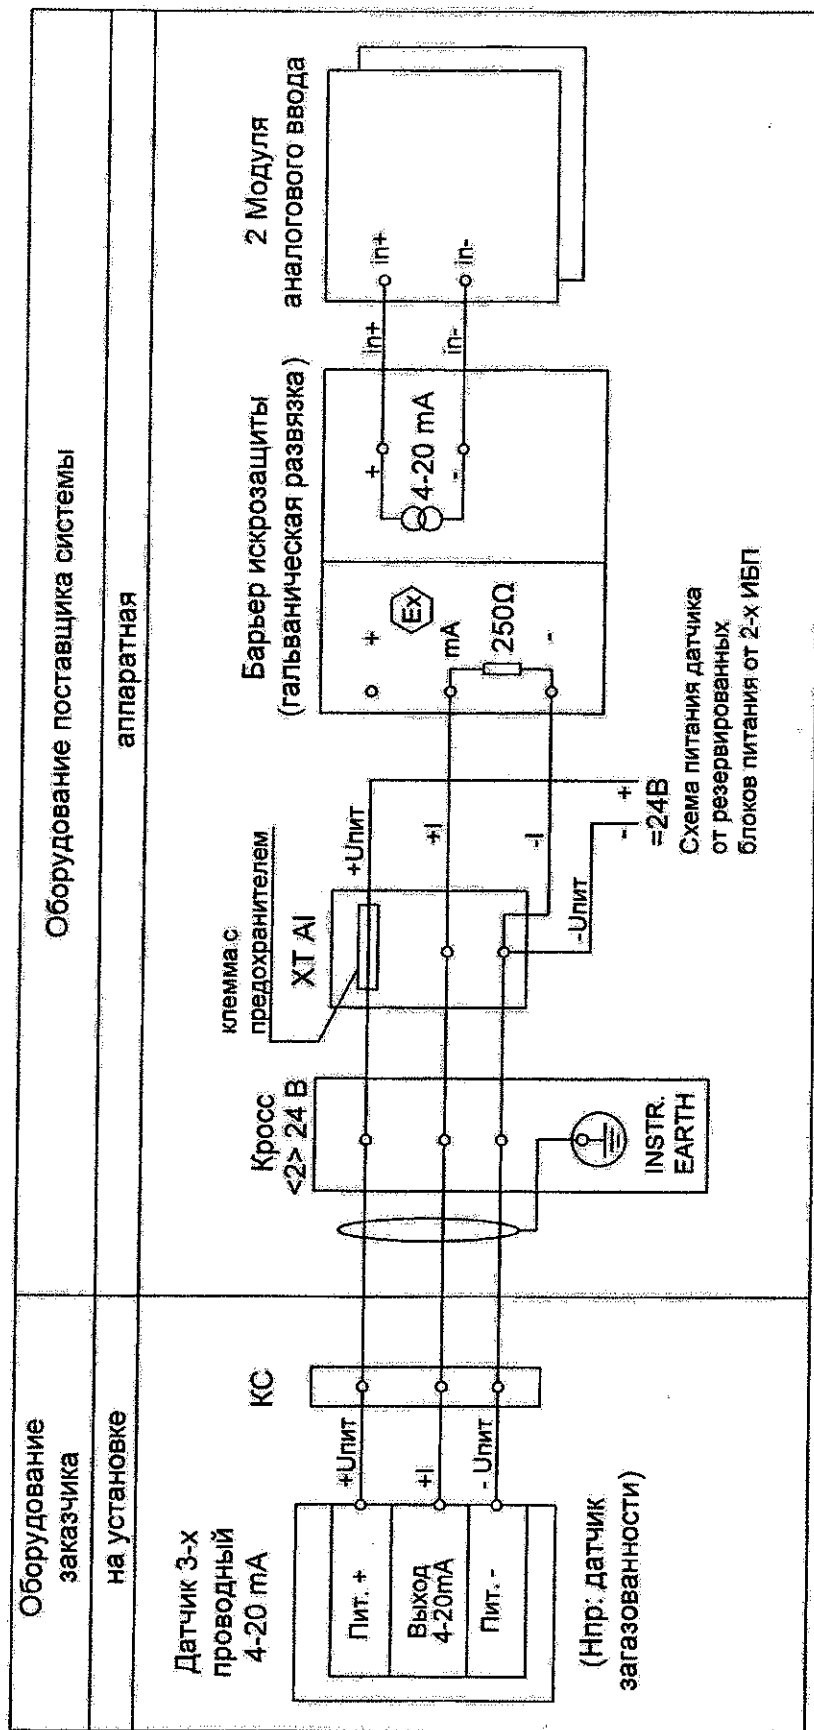 Оборудование
заказчика
Оборудование поставщика системы
на установке
аппаратная
Датчик 3-х
проводный
4-20 mA
Пит. +
Выход
4-20mA
Пит. -
(Нпр: датчик
загазованности)
+Uпит
+I
- Uпит
КС
Кросс
<2> 24 В
INSTR.
EARTH
клемма с
предохранителем
XT AI
+Uпит
+I
-I
-Uпит
- +
=24В
Схема питания датчика
от резервированных
блоков питания от 2-х ИБП
Барьер искрозащиты
(гальваническая развязка)
+
Ex
mA
250Ω
-
+
4-20 mA
-
in+
in-
2 Модуля
аналогового ввода
in+
in-